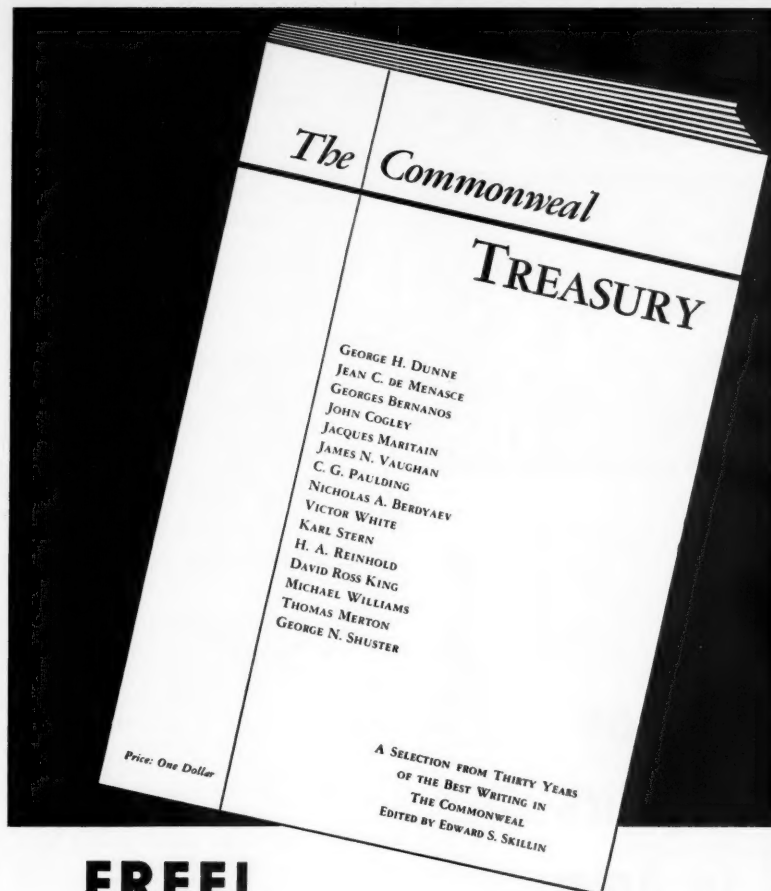 The Commonweal
TREASURY
GEORGE H. DUNNE
JEAN C. DE MENASCE
GEORGES BERNANOS
JOHN COGLEY
JACQUES MARITAIN
JAMES N. VAUGHAN
C. G. PAULDING
NICHOLAS A. BERDYAEV
VICTOR WHITE
KARL STERN
H. A. REINHOLD
DAVID ROSS KING
MICHAEL WILLIAMS
THOMAS MERTON
GEORGE N. SHUSTER
Price: One Dollar
A SELECTION FROM THIRTY YEARS
OF THE BEST WRITING IN
THE COMMONWEAL
EDITED BY EDWARD S. SKILLIN
FREE!